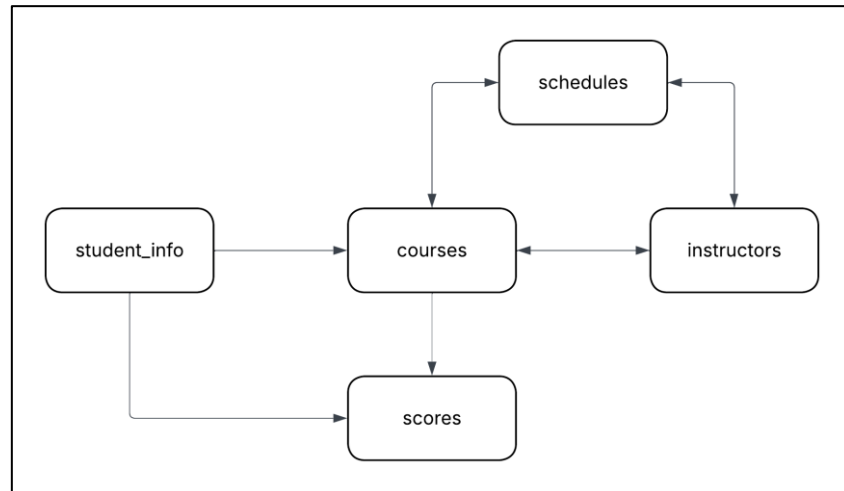 schedules
student_info
courses
instructors
scores